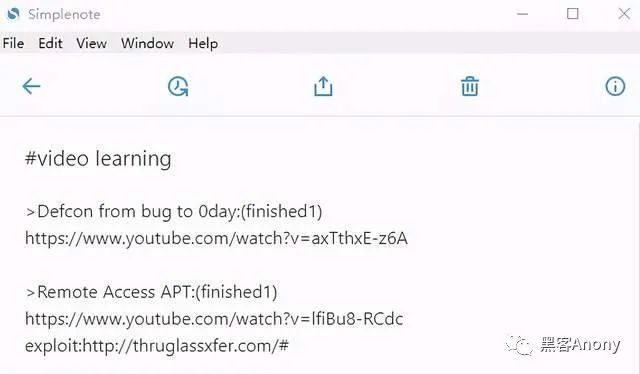 Simplenote
File Edit View Window Help
#video learning
>Defcon from bug to 0day:(finished1)
https://www.youtube.com/watch?v=axTthxE-z6A
>Remote Access APT:(finished1)
https://www.youtube.com/watch?v=lfiBu8-RCdc
exploit:http://thruglassxfer.com/#
黑客Anony